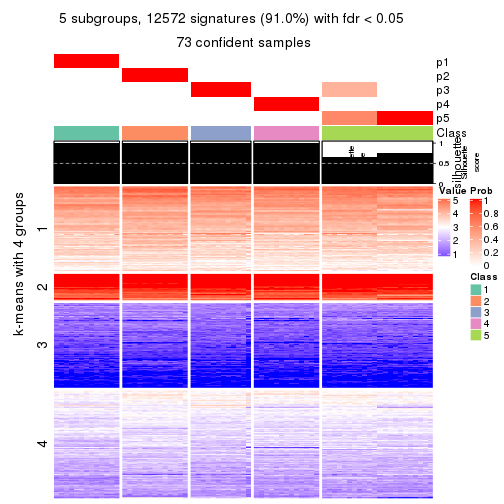 5 subgroups, 12572 signatures (91.0%) with fdr < 0.05
73 confident samples
p1
p2
p3
p4
p5
Class
1
0.5
0
silhouette
Silhouette
score
k-means with 4 groups
1
2
3
4
Value
5
4
3
2
1
Prob
1
0.8
0.6
0.4
0.2
0
Class
1
2
3
4
5